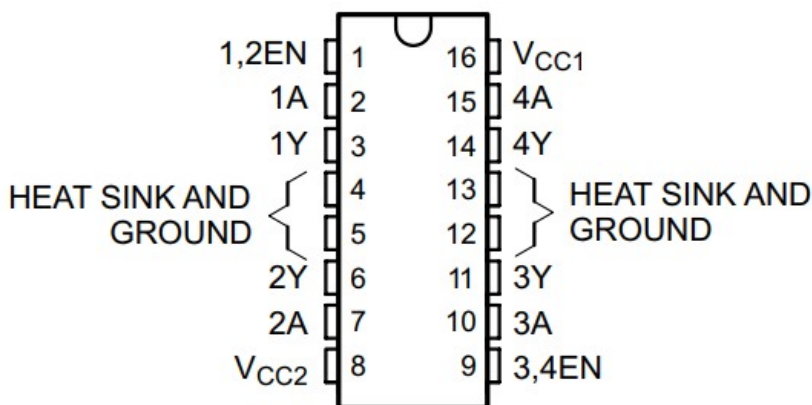 1,2EN 1 16 VCC1
1A 2 15 4A
1Y 3 14 4Y
HEAT SINK AND 4 13 HEAT SINK AND
GROUND 5 12 GROUND
2Y 6 11 3Y
2A 7 10 3A
VCC2 8 9 3,4EN